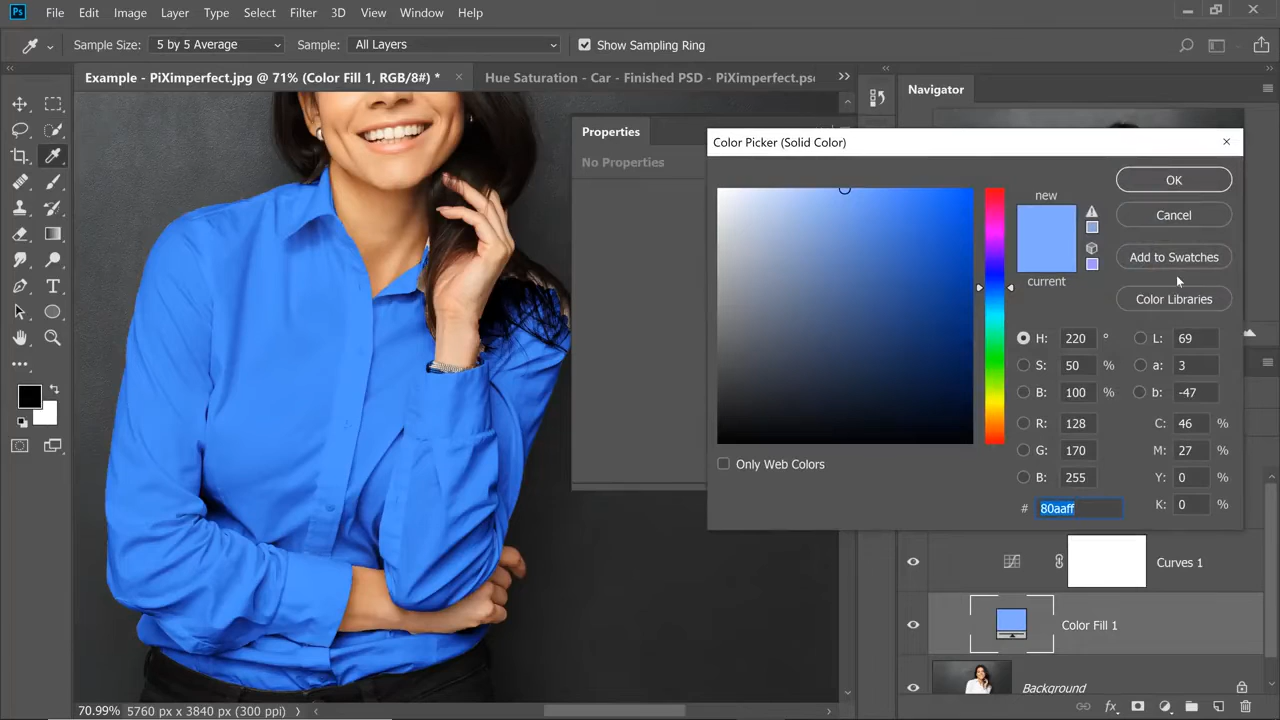 Ps File Edit Image Layer Type Select Filter 3D View Window Help
Sample Size: 5 by 5 Average Sample: All Layers Show Sampling Ring
Example - PiXimperfect.jpg @ 71% (Color Fill 1, RGB/8#) * × Hue Saturation - Car - Finished PSD - PiXimperfect.psd
Navigator
Properties
No Properties
Color Picker (Solid Color)
new
current
OK
Cancel
Add to Swatches
Color Libraries
H: 220 °
S: 50 %
B: 100 %
R: 128
G: 170
B: 255
# 80aaff
L: 69
a: 3
b: -47
C: 46 %
M: 27 %
Y: 0 %
K: 0 %
Only Web Colors
Curves 1
Color Fill 1
Background
fx
70.99% 5760 px x 3840 px (300 ppi)